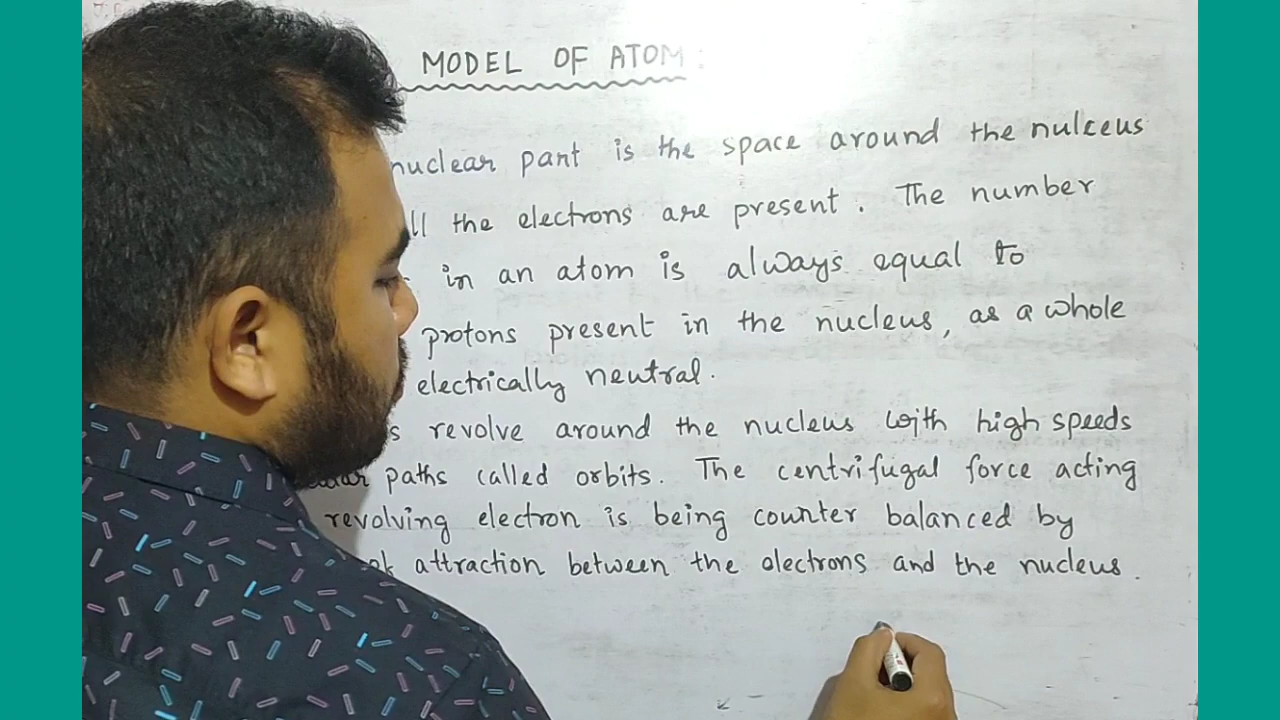 MODEL OF ATOM :
nuclear part is the space around the nulceus
ll the electrons are present. The number
in an atom is always equal to
protons present in the nucleus, as a whole
electrically neutral.
s revolve around the nucleus with high speeds
paths called orbits. The centrifugal force acting
revolving electron is being counter balanced by
attraction between the olectrons and the nucleus.